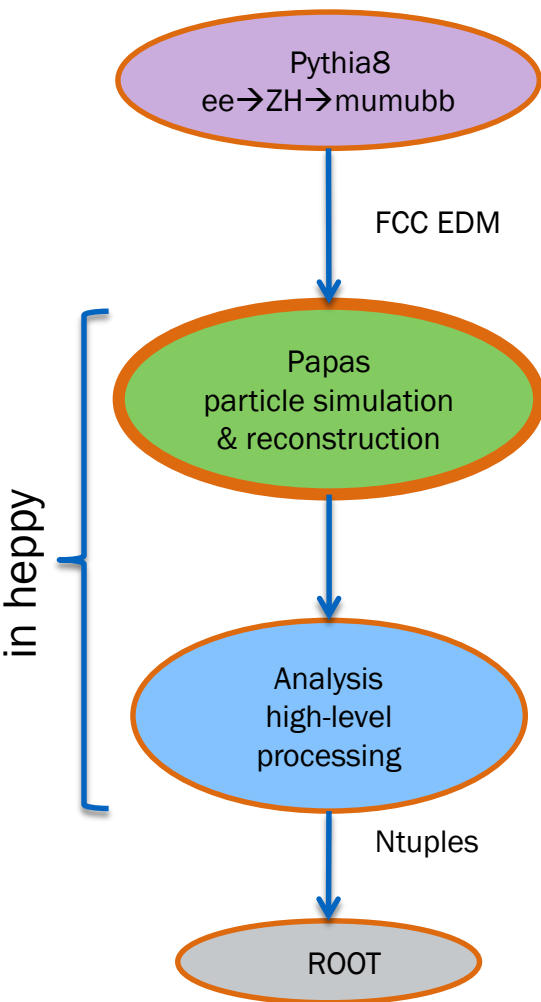 Pythia8
ee→ZH→mumubb
FCC EDM
Papas
particle simulation
& reconstruction
in heppy
Analysis
high-level
processing
Ntuples
ROOT